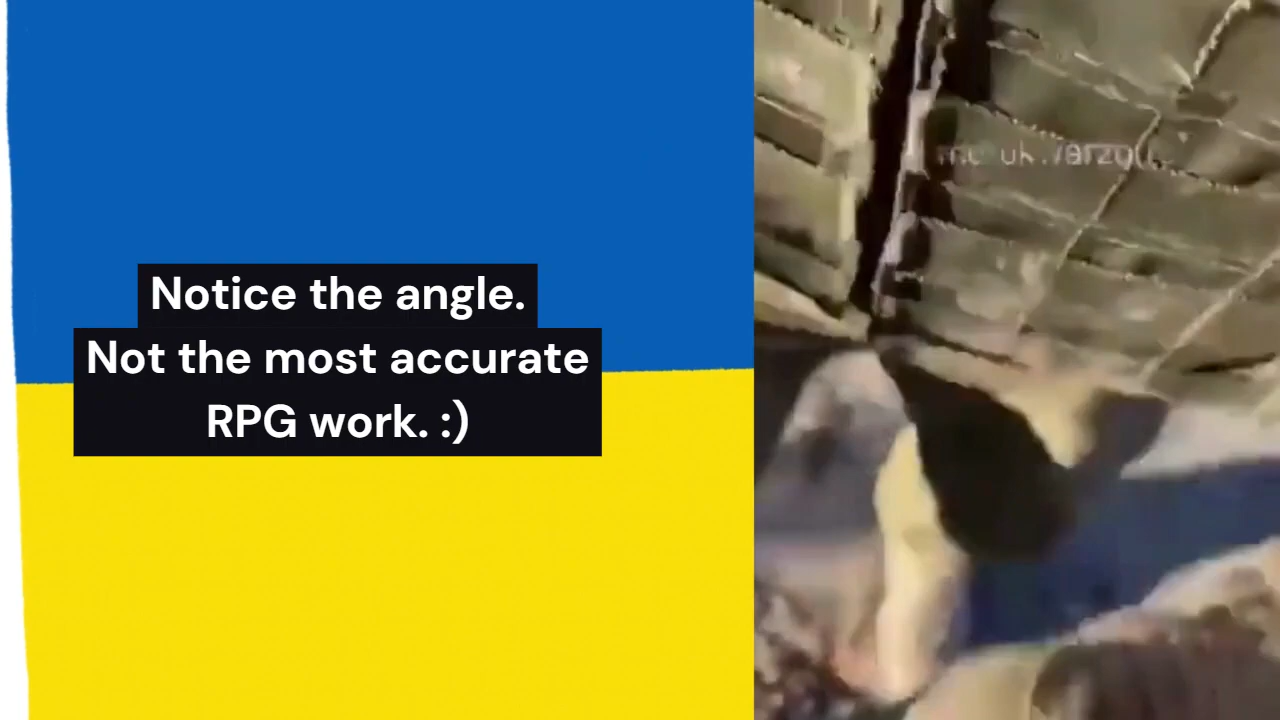 Notice the angle.
Not the most accurate
RPG work. :)